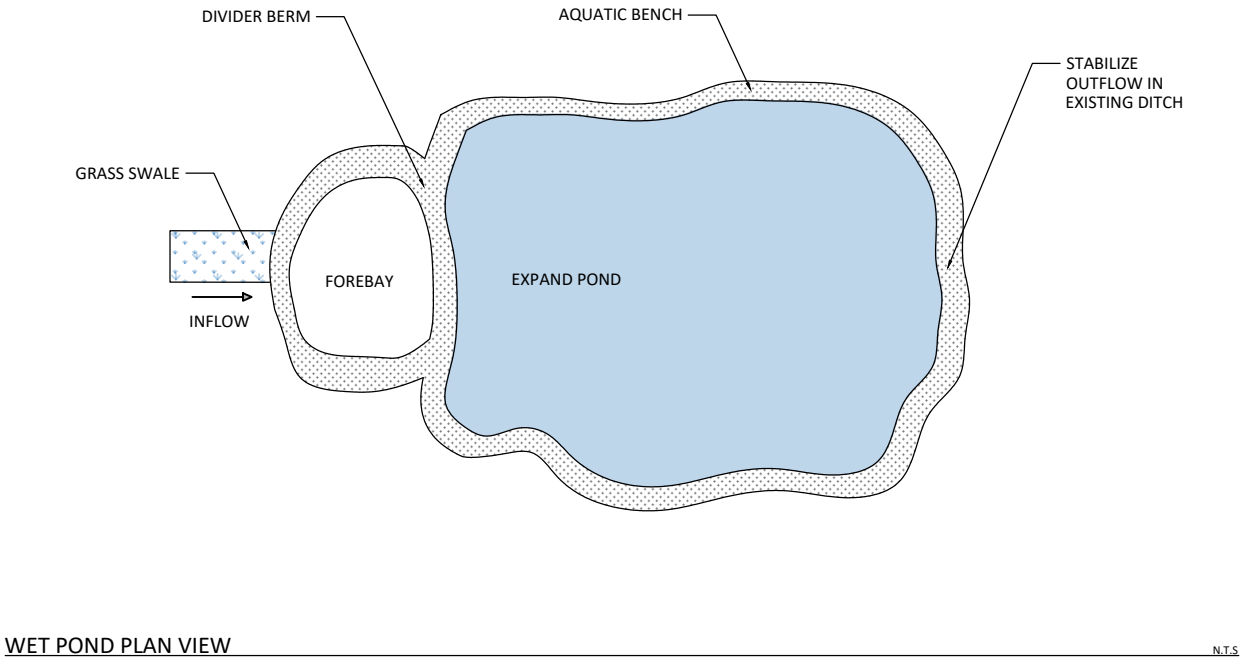 DIVIDER BERM
AQUATIC BENCH
STABILIZE
OUTFLOW IN
EXISTING DITCH
GRASS SWALE
FOREBAY
EXPAND POND
INFLOW
WET POND PLAN VIEW
N.T.S